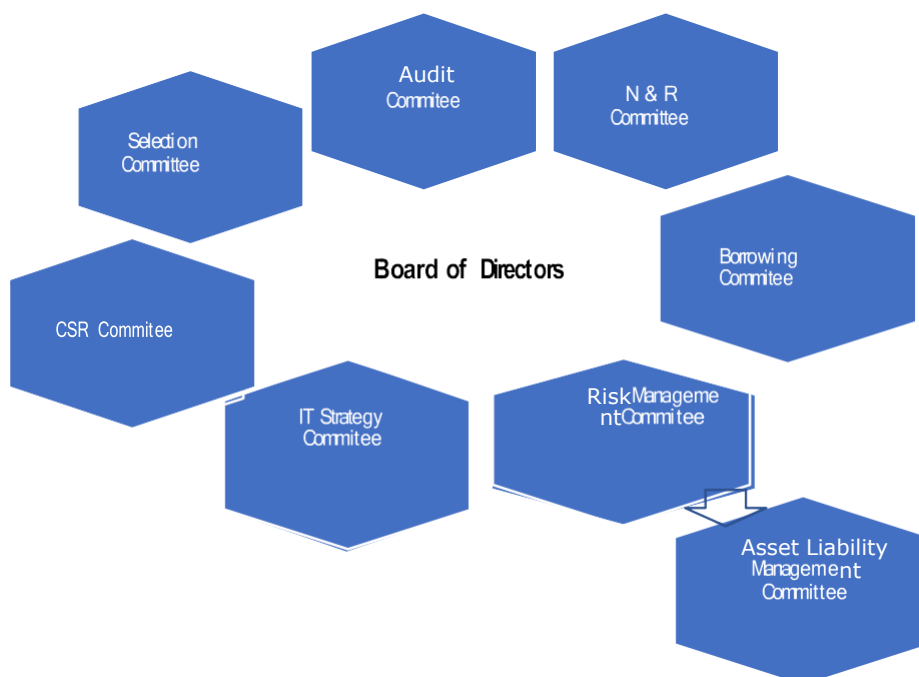 Audit
Commitee
N & R
Committee
Selection
Committee
Board of Directors
Borrowing
Commitee
CSR Commitee
IT Strategy
Commitee
RiskManageme
ntCommitee
Asset Liability
Management
Committee